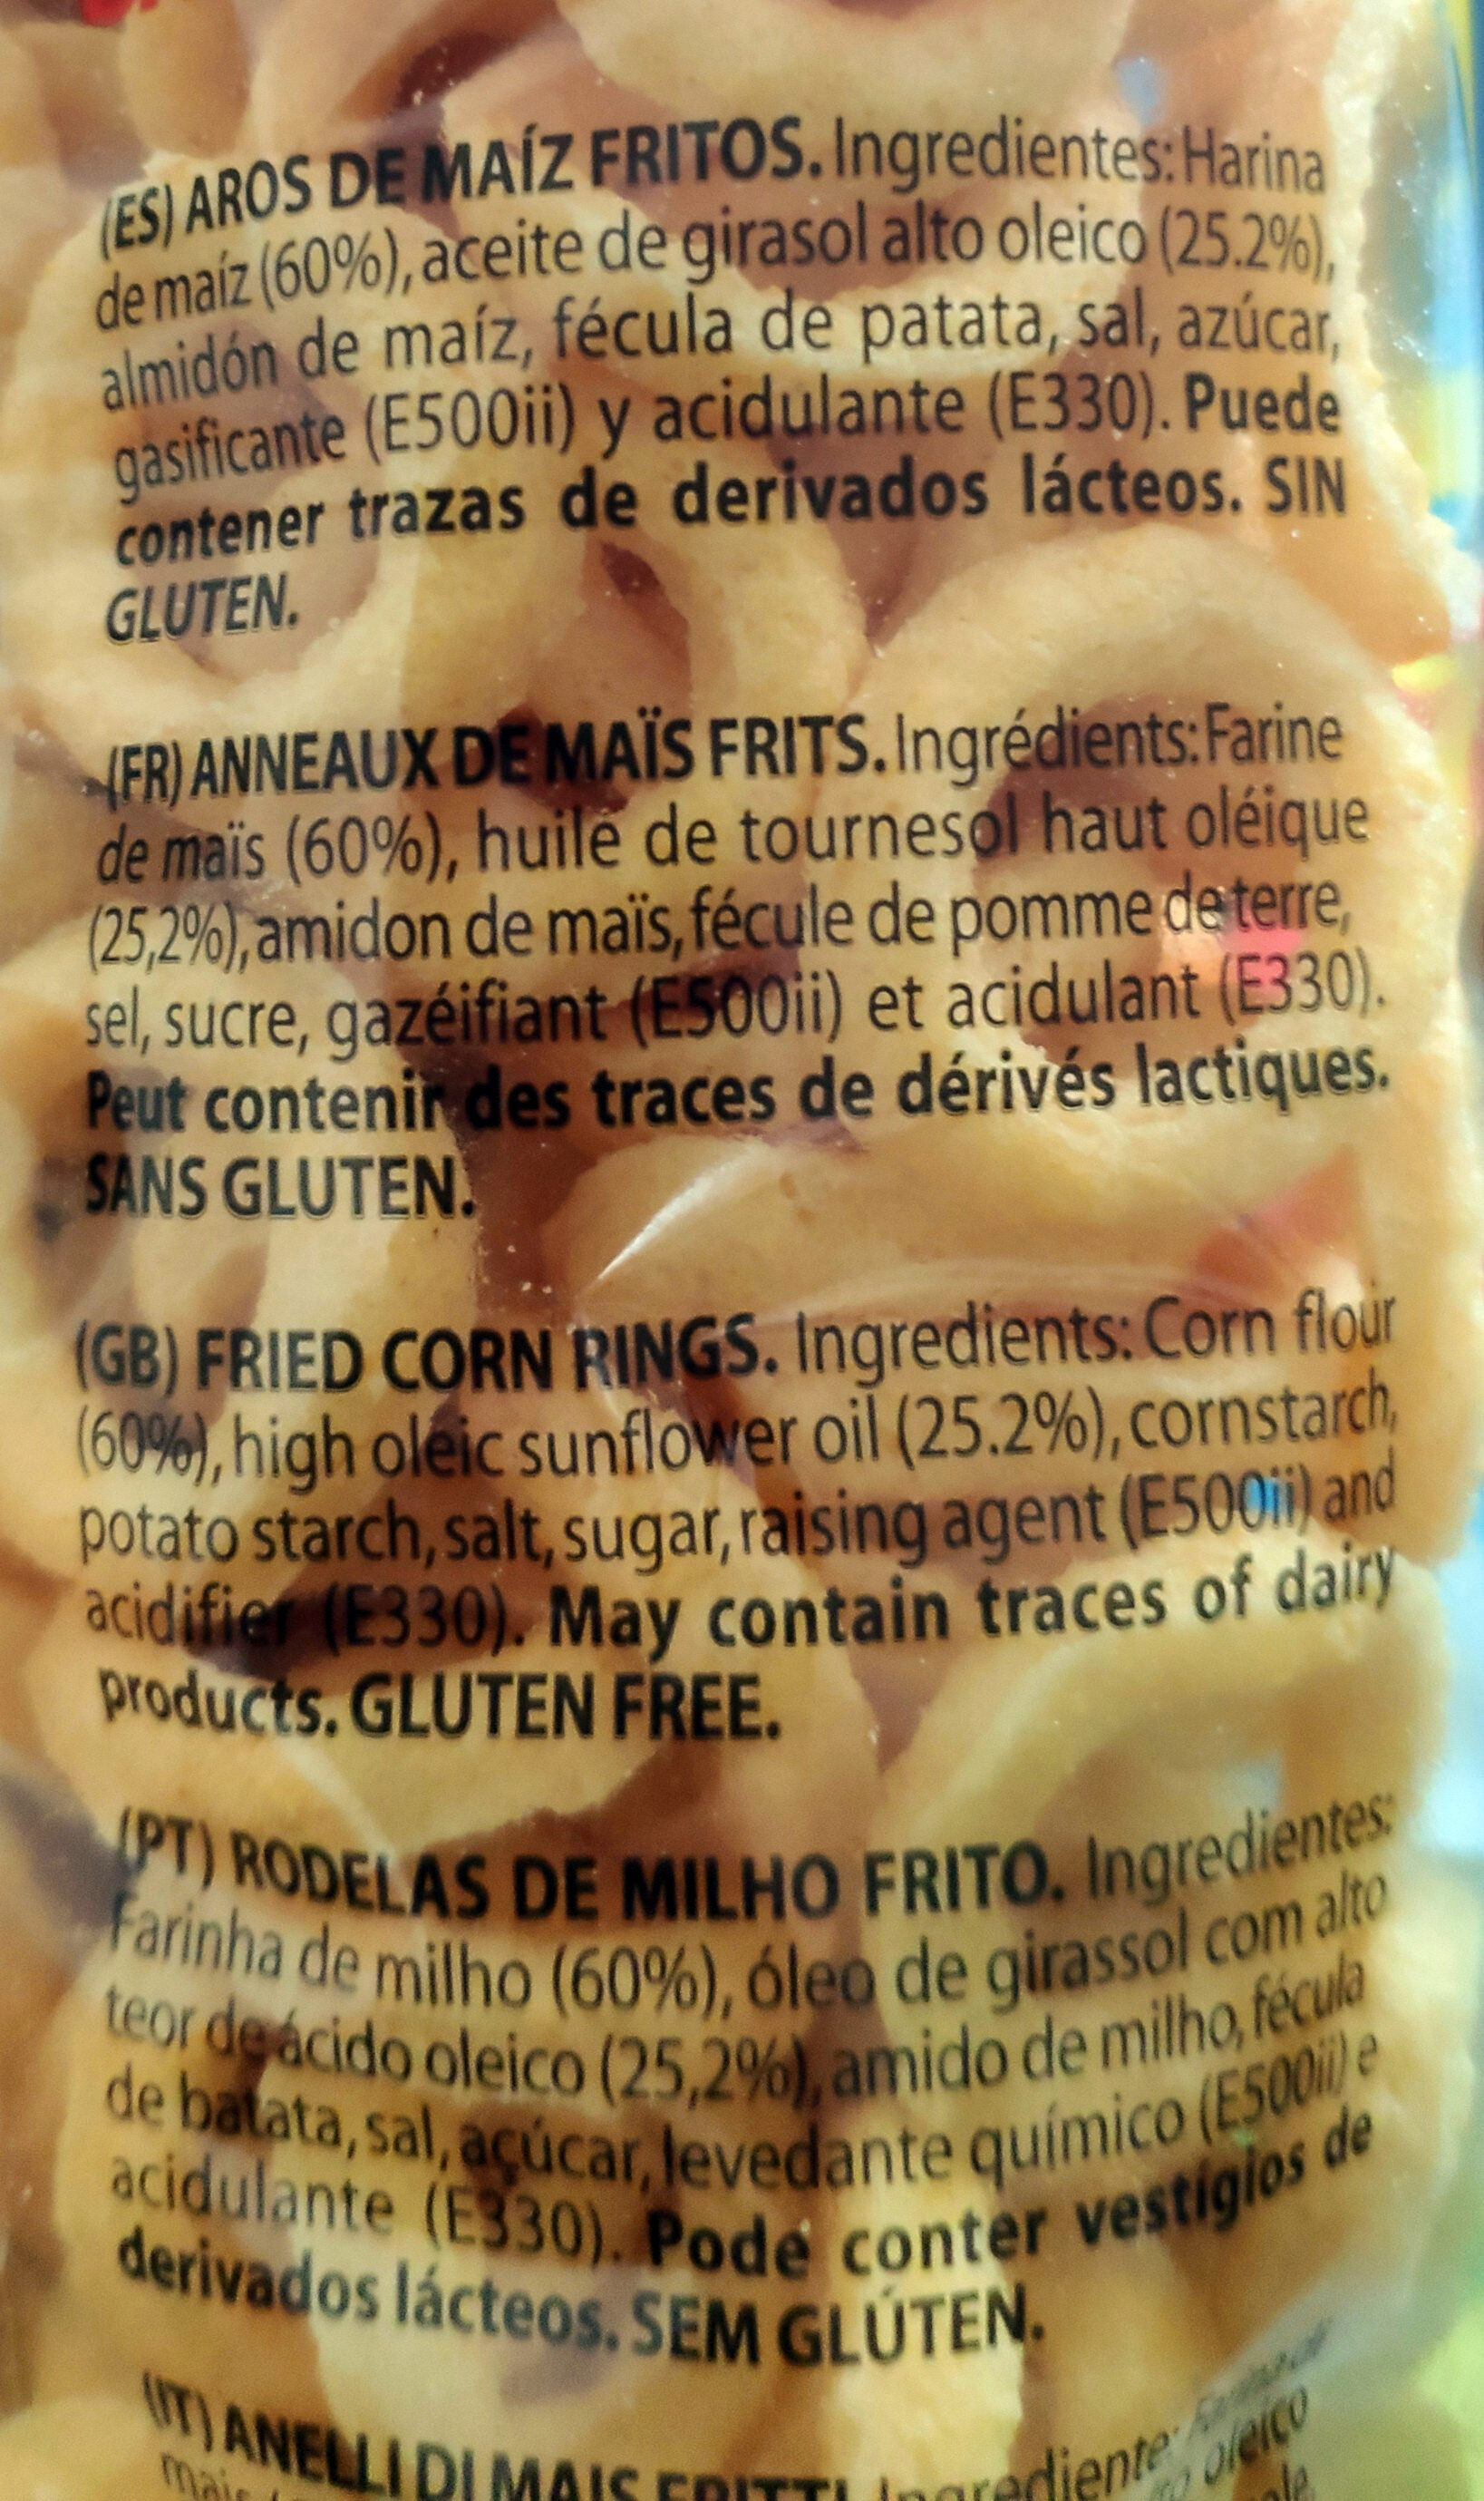 (ES) AROS DE MAÍZ FRITOS. Ingredientes: Harina
de maíz (60%), aceite de girasol alto oleico (25.2%),
almidón de maíz, fécula de patata, sal, azúcar,
gasificante (E500ii) y acidulante (E330). Puede
contener trazas de derivados lácteos. SIN
GLUTEN.
(FR) ANNEAUX DE MAÏS FRITS. Ingrédients: Farine
de maïs (60%), huile de tournesol haut oléique
(25,2%), amidon de maïs, fécule de pomme de terre,
sel, sucre, gazéifiant (E500ii) et acidulant (E330).
Peut contenir des traces de dérivés lactiques.
SANS GLUTEN.
(GB) FRIED CORN RINGS. Ingredients: Corn flour
(60%), high oleic sunflower oil (25.2%), cornstarch,
potato starch, salt, sugar, raising agent (E500ii) and
acidifier (E330). May contain traces of dairy
products. GLUTEN FREE.
(PT) RODELAS DE MILHO FRITO. Ingredientes:
Farinha de milho (60%), óleo de girassol com alto
teor de ácido oleico (25,2%), amido de milho, fécula
de batata, sal, açúcar, levedante químico (E500ii) e
acidulante (E330). Pode conter vestígios de
derivados lácteos. SEM GLÚTEN.
(IT) ANELLI DI MAIS FRITTI. Ingrediente: Farina di
mais oleico